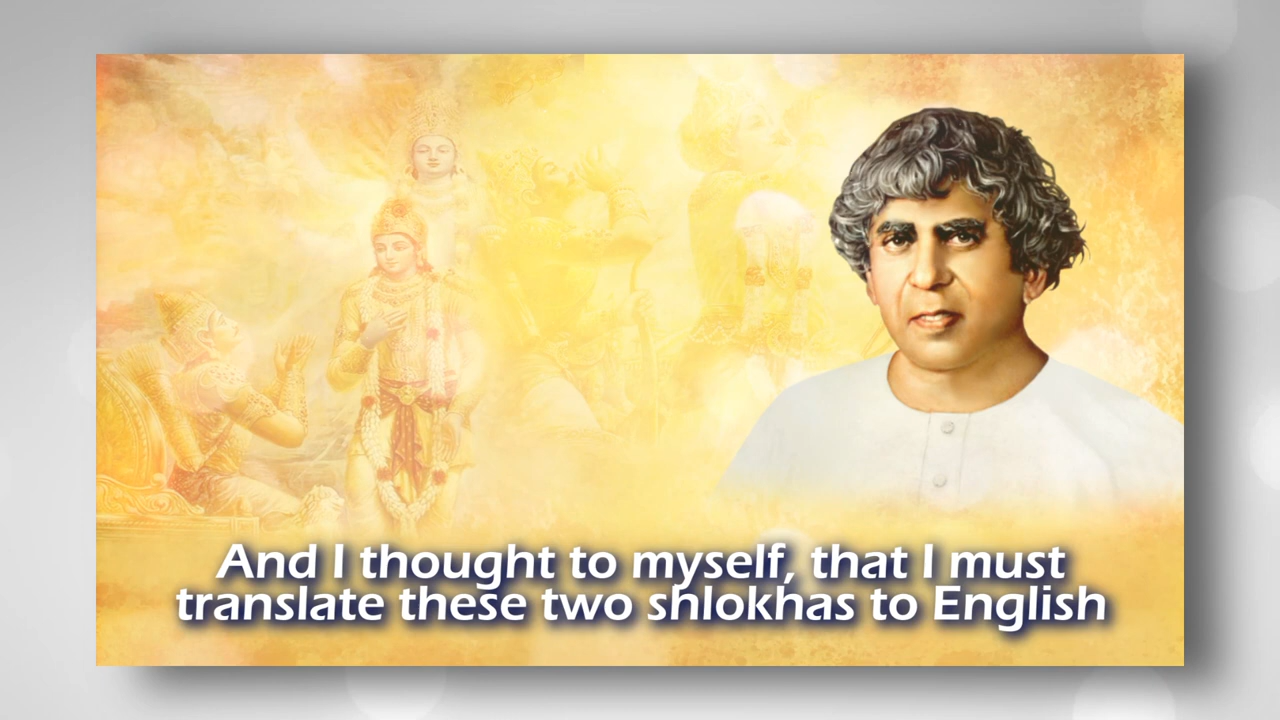 And I thought to myself, that I must
translate these two shlokhas to English